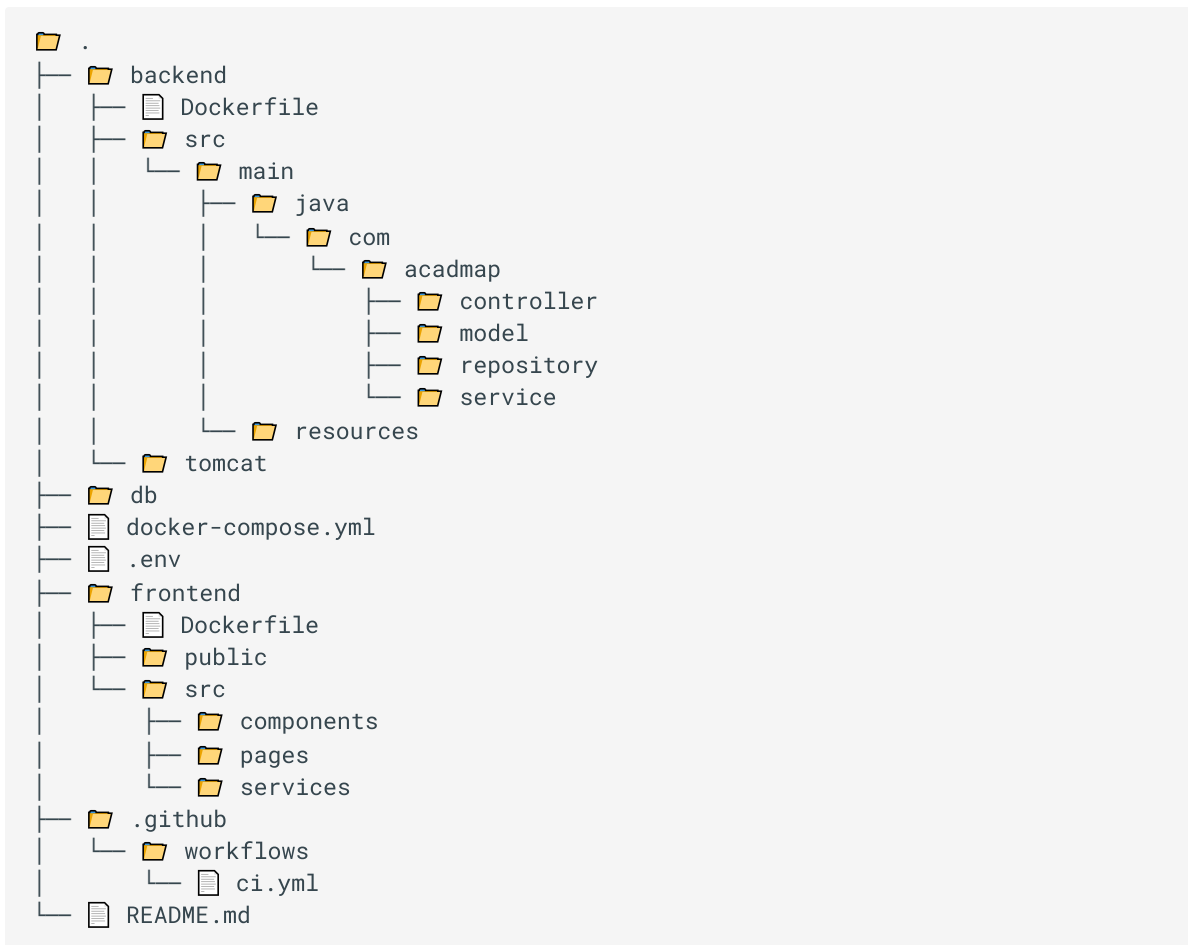 .
backend
Dockerfile
src
main
java
com
acadmap
controller
model
repository
service
resources
tomcat
db
docker-compose.yml
.env
frontend
Dockerfile
public
src
components
pages
services
.github
workflows
ci.yml
README.md